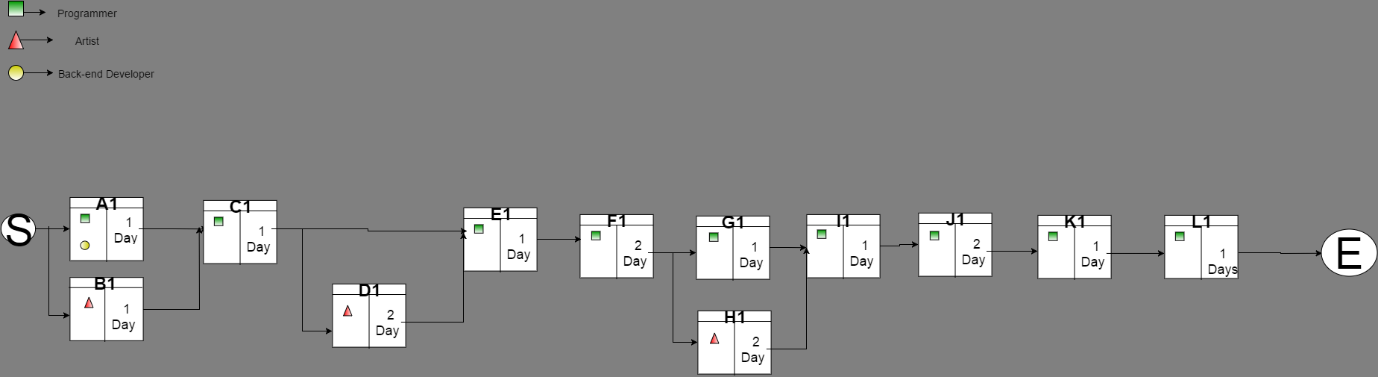 Programmer
Artist
Back-end Developer
S
A1
1
Day
B1
1
Day
C1
1
Day
D1
2
Day
E1
1
Day
F1
2
Day
G1
1
Day
H1
2
Day
I1
1
Day
J1
2
Day
K1
1
Day
L1
1
Days
E